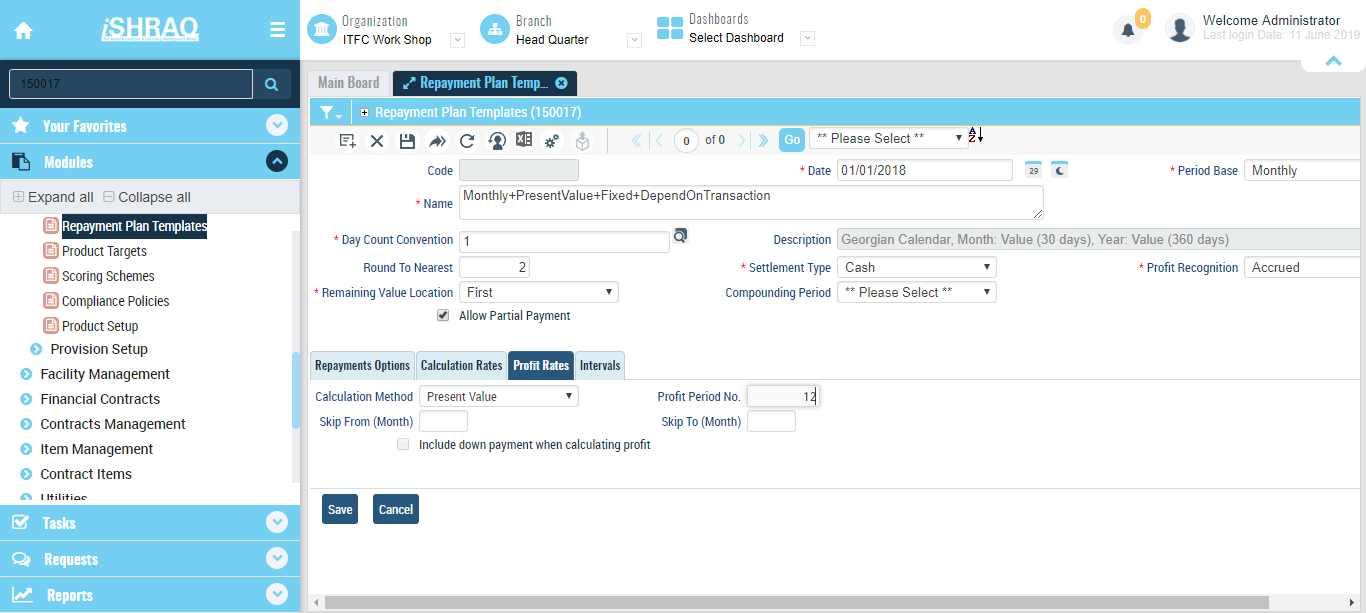 iSHRAQ
Organization
ITFC Work Shop
Branch
Head Quarter
Dashboards
Select Dashboard
0
Welcome Administrator
Last login Date: 11 June 2019
150017
Your Favorites
Modules
Expand all
Collapse all
Repayment Plan Templates
Product Targets
Scoring Schemes
Compliance Policies
Product Setup
Provision Setup
Facility Management
Financial Contracts
Contracts Management
Item Management
Contract Items
Utilities
Tasks
Requests
Reports
Main Board
Repayment Plan Temp...
Repayment Plan Templates (150017)
0 of 0 Go ** Please Select ** A Z
Code
* Date 01/01/2018 29
* Period Base Monthly
* Name Monthly+PresentValue+Fixed+DependOnTransaction
* Day Count Convention 1
Description Georgian Calendar, Month: Value (30 days), Year: Value (360 days)
Round To Nearest 2
* Settlement Type Cash
* Profit Recognition Accrued
* Remaining Value Location First
Compounding Period ** Please Select **
Allow Partial Payment
Repayments Options
Calculation Rates
Profit Rates
Intervals
Calculation Method Present Value
Profit Period No. 12
Skip From (Month)
Skip To (Month)
Include down payment when calculating profit
Save
Cancel